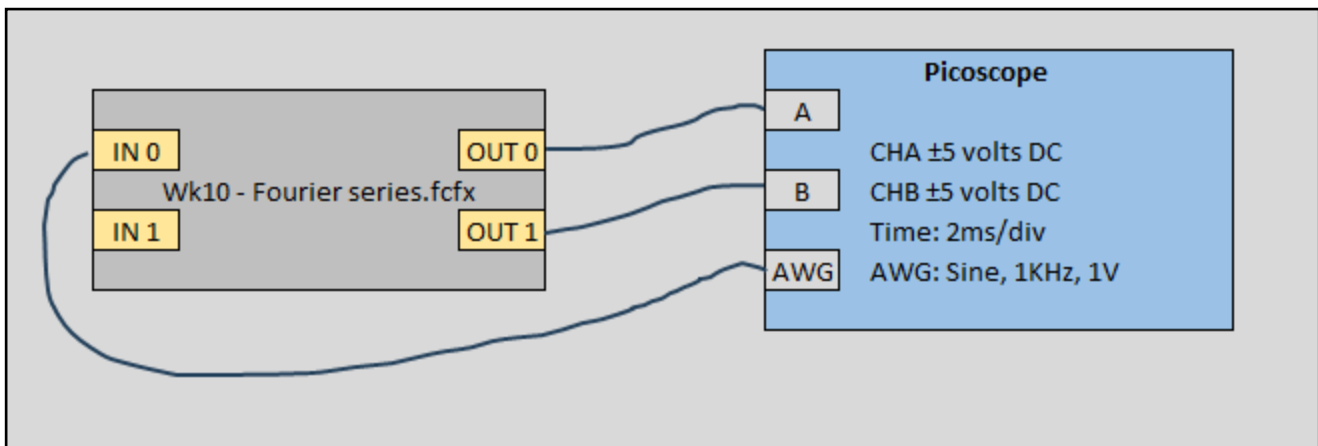 Picoscope
A
IN 0
OUT 0
CHA ±5 volts DC
Wk10 - Fourier series.fcfx
B
CHB ±5 volts DC
IN 1
OUT 1
Time: 2ms/div
AWG
AWG: Sine, 1KHz, 1V